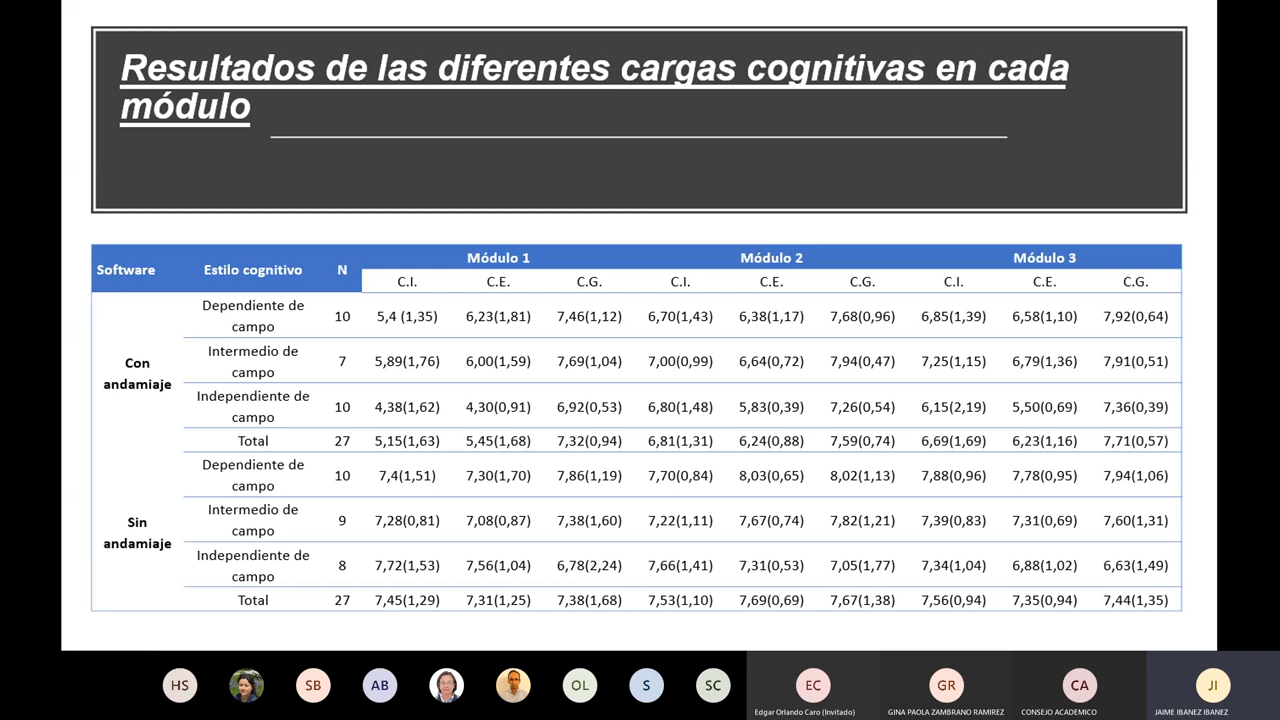 Resultados de las diferentes cargas cognitivas en cada
módulo
Software Estilo cognitivo N Módulo 1 Módulo 2 Módulo 3
C.I. C.E. C.G. C.I. C.E. C.G. C.I. C.E. C.G.
Con andamiaje
Dependiente de campo 10 5,4 (1,35) 6,23(1,81) 7,46(1,12) 6,70(1,43) 6,38(1,17) 7,68(0,96) 6,85(1,39) 6,58(1,10) 7,92(0,64)
Intermedio de campo 7 5,89(1,76) 6,00(1,59) 7,69(1,04) 7,00(0,99) 6,64(0,72) 7,94(0,47) 7,25(1,15) 6,79(1,36) 7,91(0,51)
Independiente de campo 10 4,38(1,62) 4,30(0,91) 6,92(0,53) 6,80(1,48) 5,83(0,39) 7,26(0,54) 6,15(2,19) 5,50(0,69) 7,36(0,39)
Total 27 5,15(1,63) 5,45(1,68) 7,32(0,94) 6,81(1,31) 6,24(0,88) 7,59(0,74) 6,69(1,69) 6,23(1,16) 7,71(0,57)
Sin andamiaje
Dependiente de campo 10 7,4(1,51) 7,30(1,70) 7,86(1,19) 7,70(0,84) 8,03(0,65) 8,02(1,13) 7,88(0,96) 7,78(0,95) 7,94(1,06)
Intermedio de campo 9 7,28(0,81) 7,08(0,87) 7,38(1,60) 7,22(1,11) 7,67(0,74) 7,82(1,21) 7,39(0,83) 7,31(0,69) 7,60(1,31)
Independiente de campo 8 7,72(1,53) 7,56(1,04) 6,78(2,24) 7,66(1,41) 7,31(0,53) 7,05(1,77) 7,34(1,04) 6,88(1,02) 6,63(1,49)
Total 27 7,45(1,29) 7,31(1,25) 7,38(1,68) 7,53(1,10) 7,69(0,69) 7,67(1,38) 7,56(0,94) 7,35(0,94) 7,44(1,35)
HS SB AB OL S SC EC GR CA JI
Edgar Orlando Caro (Invitado) GINA PAOLA ZAMBRANO RAMIREZ CONSEJO ACADEMICO JAIME IBANEZ IBANEZ